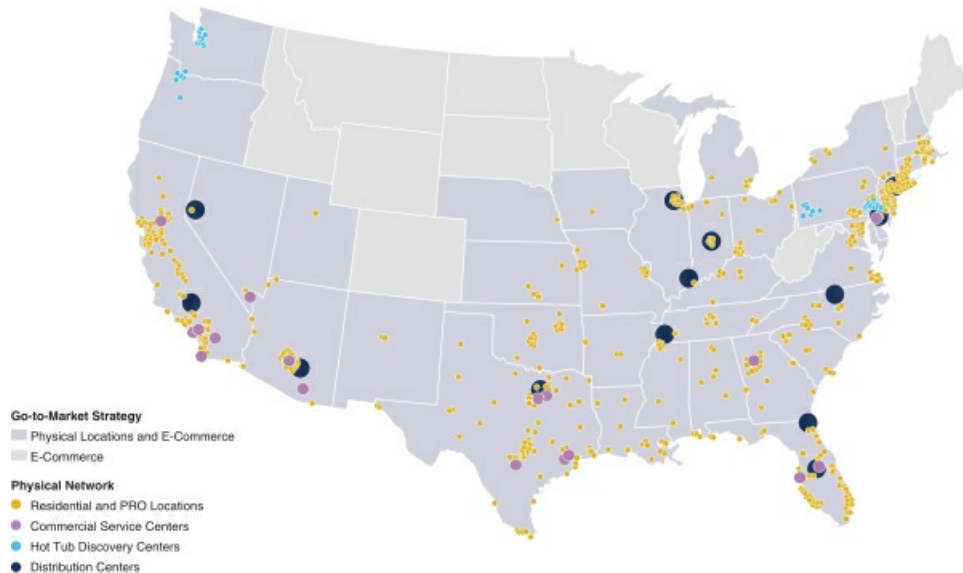 Go-to-Market Strategy
Physical Locations and E-Commerce
E-Commerce
Physical Network
Residential and PRO Locations
Commercial Service Centers
Hot Tub Discovery Centers
Distribution Centers